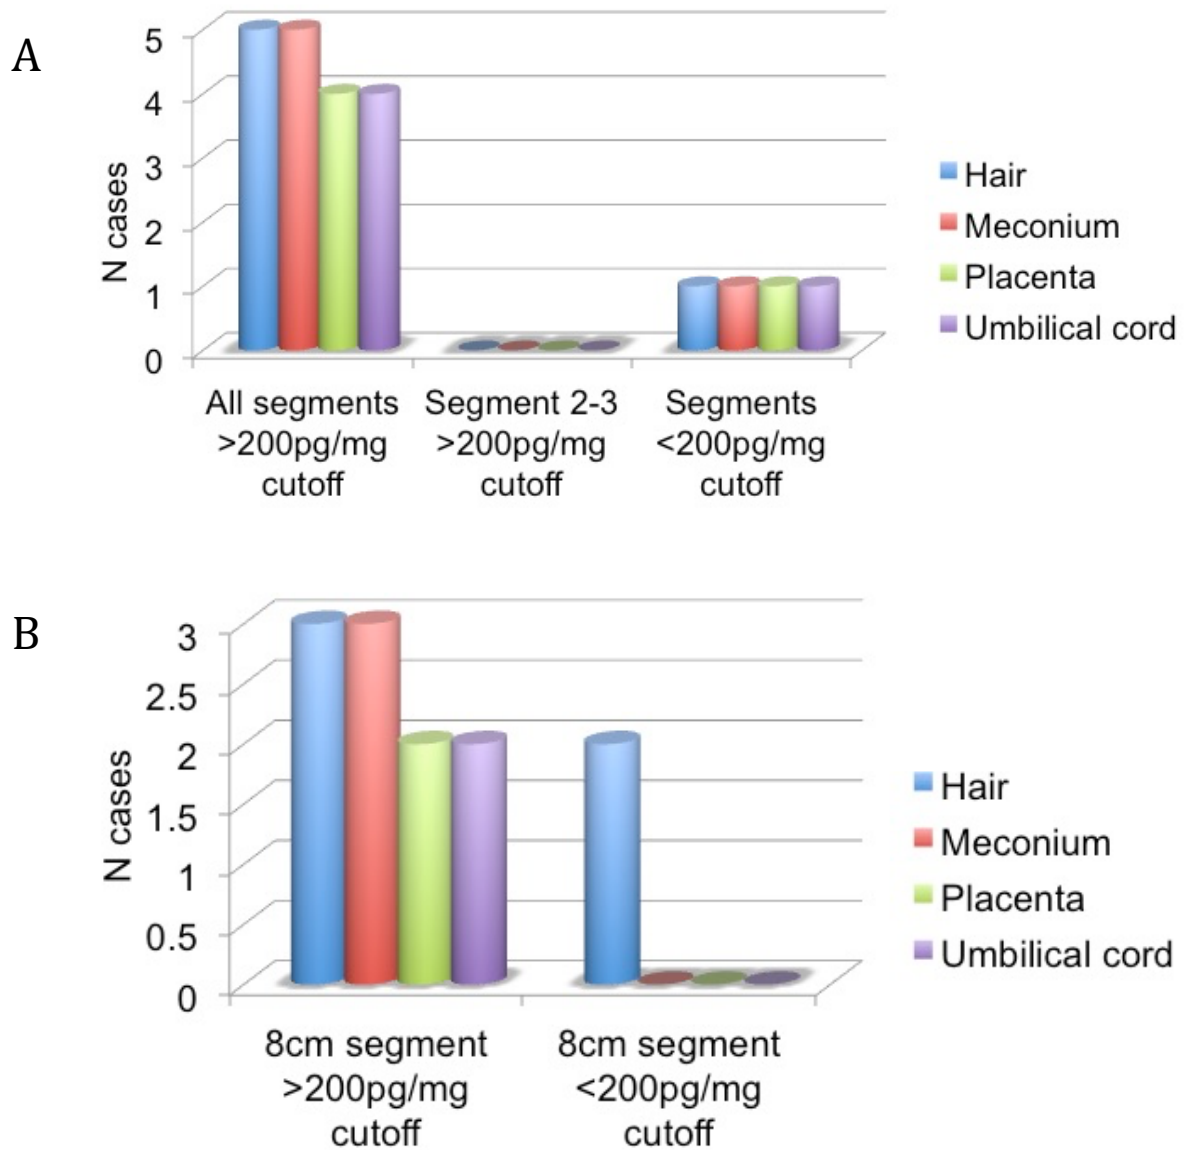 A
5
4
3
2
1
0
N cases
All segments
>200pg/mg
cutoff
Segment 2-3
>200pg/mg
cutoff
Segments
<200pg/mg
cutoff
Hair
Meconium
Placenta
Umbilical cord
B
3
2.5
2
1.5
1
0.5
0
N cases
8cm segment
>200pg/mg
cutoff
8cm segment
<200pg/mg
cutoff
Hair
Meconium
Placenta
Umbilical cord